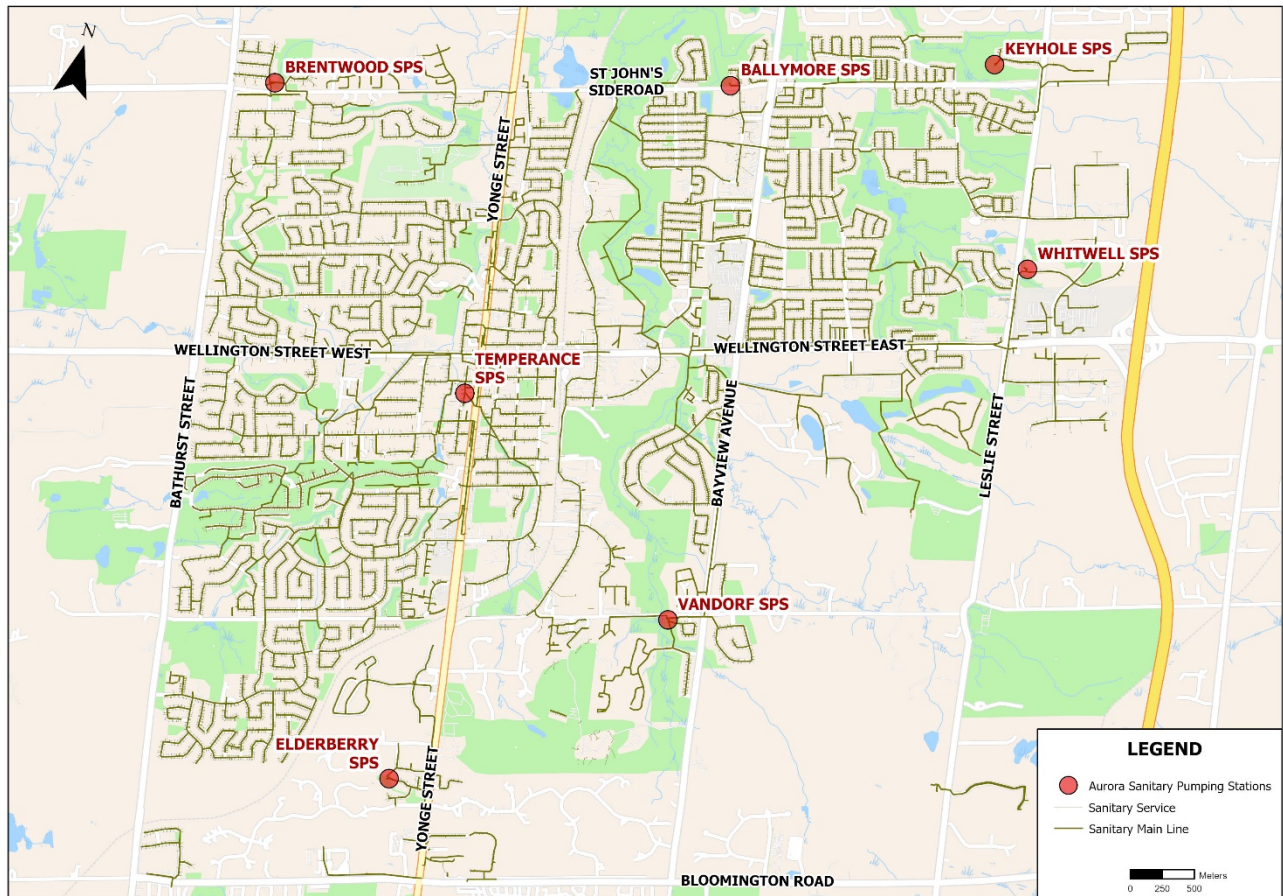 N
BRENTWOOD SPS
ST JOHN'S
SIDEROAD
BALLYMORE SPS
KEYHOLE SPS
YONGE STREET
WHITWELL SPS
WELLINGTON STREET WEST
TEMPERANCE
SPS
WELLINGTON STREET EAST
BATHURST STREET
BAYVIEW AVENUE
LESLIE STREET
VANDORF SPS
ELDERBERRY
SPS
YONGE STREET
BLOOMINGTON ROAD
LEGEND
Aurora Sanitary Pumping Stations
Sanitary Service
Sanitary Main Line
Meters
0 250 500